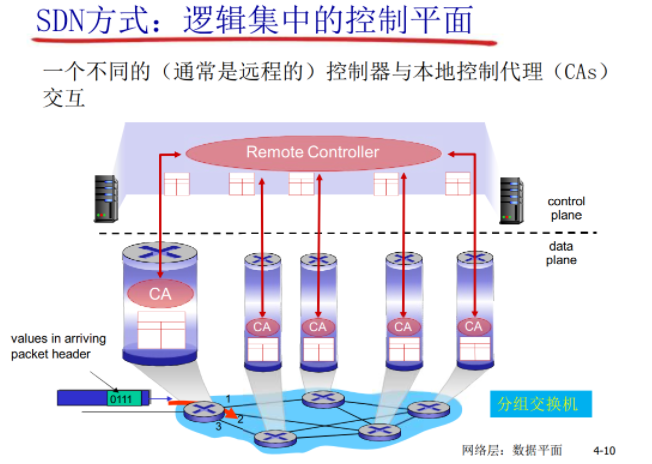 SDN方式：逻辑集中的控制平面
一个不同的（通常是远程的）控制器与本地控制代理（CAs）
交互
Remote Controller
control
plane
data
plane
CA
CA
CA
CA
CA
values in arriving
packet header
0111
1
2
3
分组交换机
网络层：数据平面 4-10